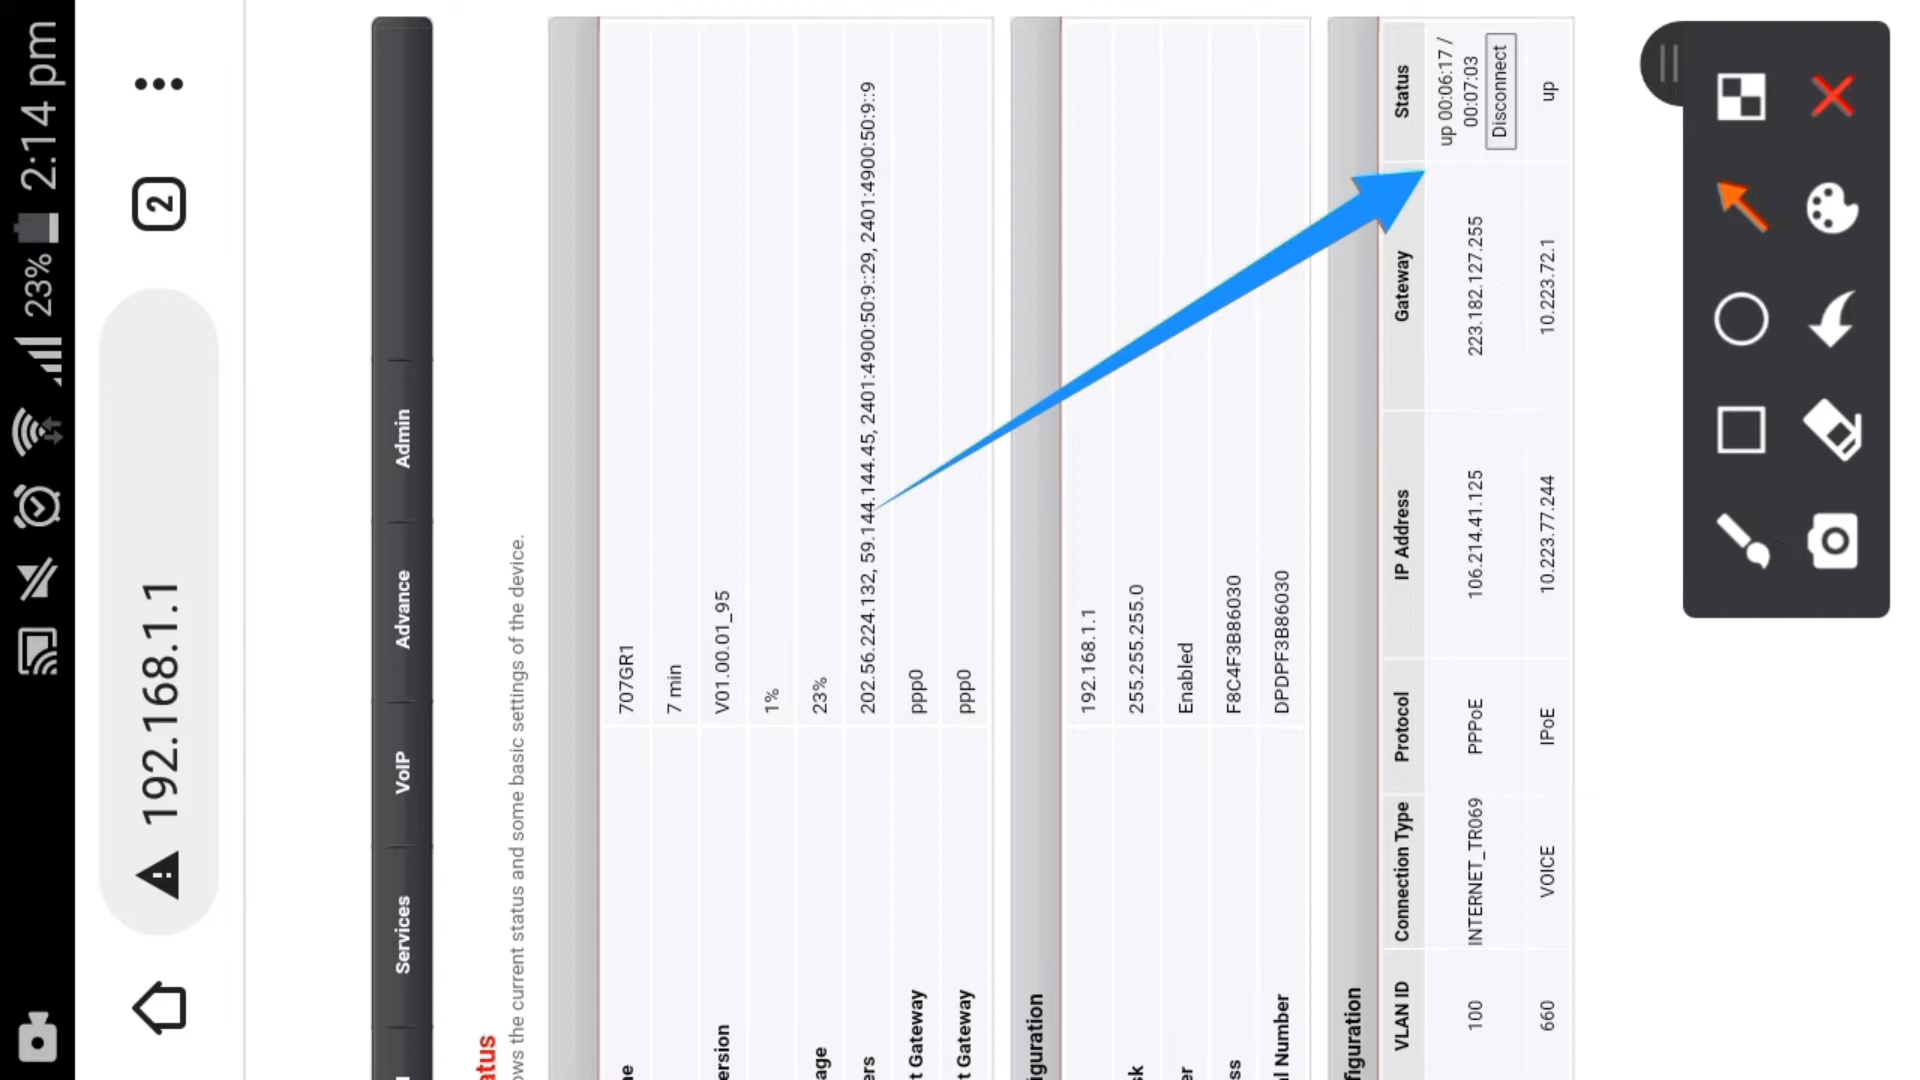 23% 2:14 pm
192.168.1.1
2
Services VoIP Advance Admin
atus
ows the current status and some basic settings of the device.
ne 707GR1
7 min
ersion V01.00.01_95
1%
age 23%
ers 202.56.224.132, 59.144.144.45, 2401:4900:50:9::29, 2401:4900:50:9::9
t Gateway ppp0
t Gateway ppp0
iguration
192.168.1.1
sk 255.255.255.0
er Enabled
ss F8C4F3B86030
al Number DPDPF3B86030
figuration
VLAN ID Connection Type Protocol IP Address Gateway Status
100 INTERNET_TR069 PPPoE 106.214.41.125 223.182.127.255 up 00:06:17 /
00:07:03
Disconnect
660 VOICE IPoE 10.223.77.244 10.223.72.1 up